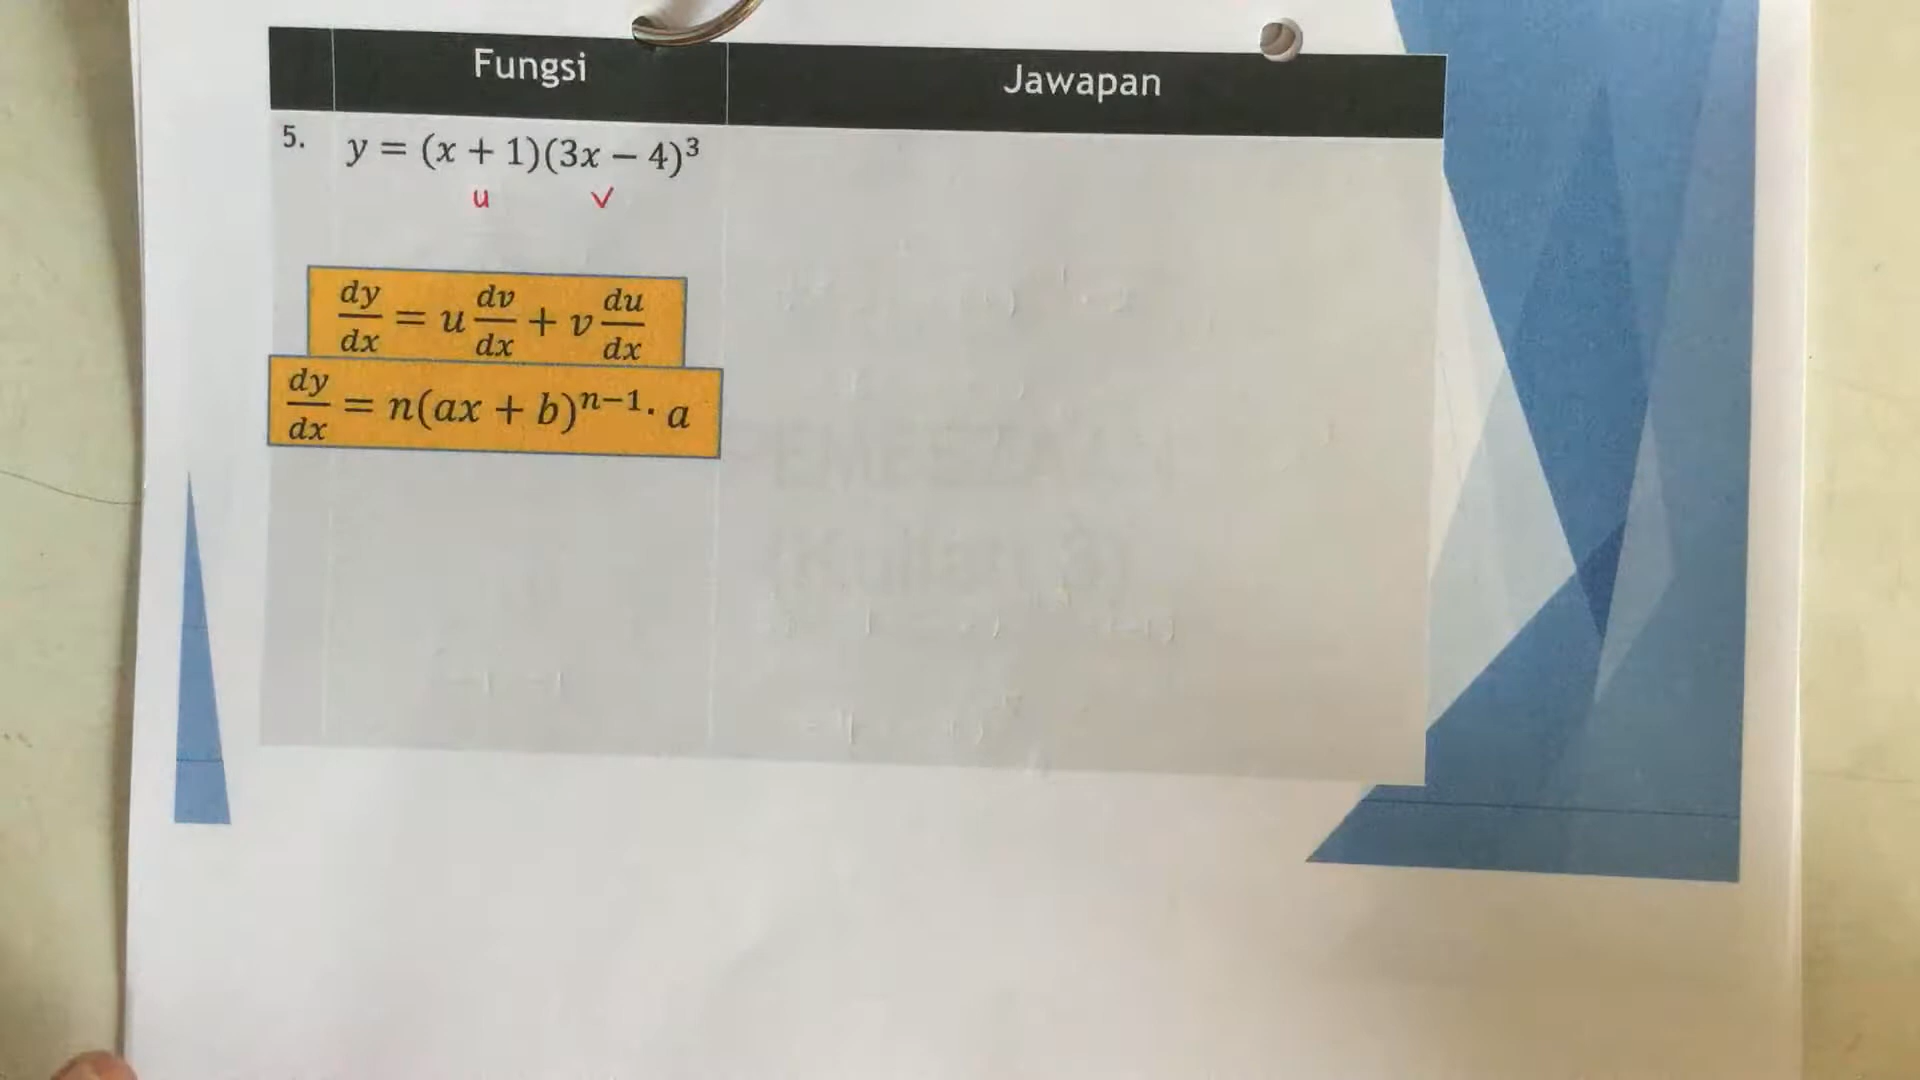 Fungsi Jawapan
5. y = (x + 1)(3x − 4)³
u v
dy/dx = u dv/dx + v du/dx
dy/dx = n(ax + b)ⁿ⁻¹. a